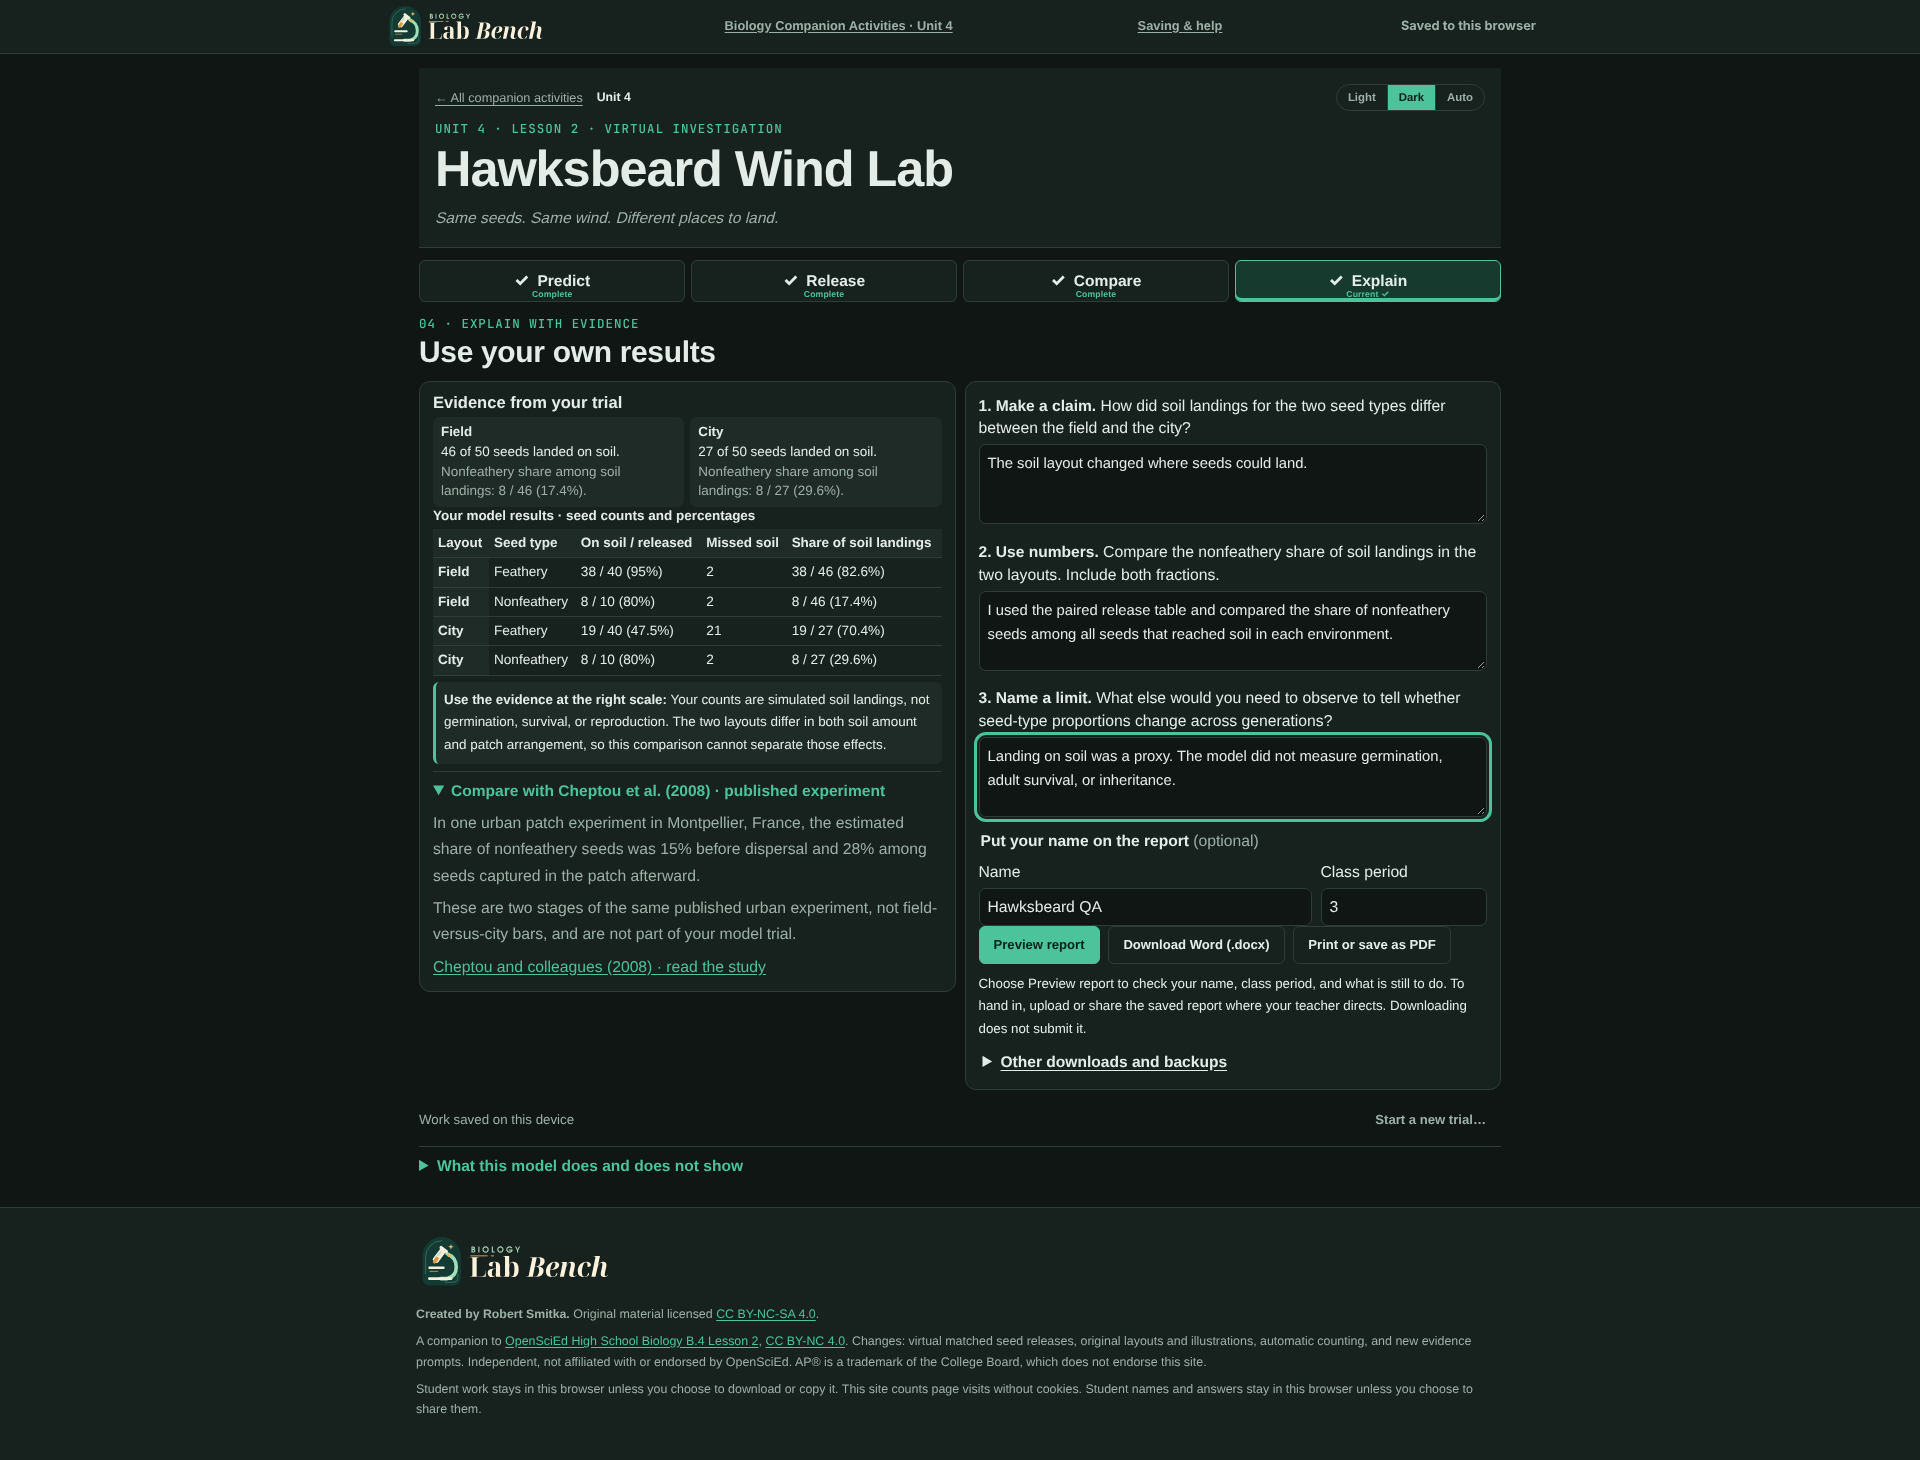 BIOLOGY
Lab Bench
Biology Companion Activities · Unit 4
Saving & help
Saved to this browser
← All companion activities
Unit 4
Light
Dark
Auto
UNIT 4 · LESSON 2 · VIRTUAL INVESTIGATION
Hawksbeard Wind Lab
Same seeds. Same wind. Different places to land.
✓ Predict
Complete
✓ Release
Complete
✓ Compare
Complete
✓ Explain
Current ✓
04 · EXPLAIN WITH EVIDENCE
Use your own results
Evidence from your trial
Field
46 of 50 seeds landed on soil.
Nonfeathery share among soil
landings: 8 / 46 (17.4%).
City
27 of 50 seeds landed on soil.
Nonfeathery share among soil
landings: 8 / 27 (29.6%).
Your model results · seed counts and percentages
Layout Seed type On soil / released Missed soil Share of soil landings
Field Feathery 38 / 40 (95%) 2 38 / 46 (82.6%)
Field Nonfeathery 8 / 10 (80%) 2 8 / 46 (17.4%)
City Feathery 19 / 40 (47.5%) 21 19 / 27 (70.4%)
City Nonfeathery 8 / 10 (80%) 2 8 / 27 (29.6%)
Use the evidence at the right scale: Your counts are simulated soil landings, not
germination, survival, or reproduction. The two layouts differ in both soil amount
and patch arrangement, so this comparison cannot separate those effects.
▼ Compare with Cheptou et al. (2008) · published experiment
In one urban patch experiment in Montpellier, France, the estimated
share of nonfeathery seeds was 15% before dispersal and 28% among
seeds captured in the patch afterward.
These are two stages of the same published urban experiment, not field-
versus-city bars, and are not part of your model trial.
Cheptou and colleagues (2008) · read the study
1. Make a claim. How did soil landings for the two seed types differ
between the field and the city?
The soil layout changed where seeds could land.
2. Use numbers. Compare the nonfeathery share of soil landings in the
two layouts. Include both fractions.
I used the paired release table and compared the share of nonfeathery
seeds among all seeds that reached soil in each environment.
3. Name a limit. What else would you need to observe to tell whether
seed-type proportions change across generations?
Landing on soil was a proxy. The model did not measure germination,
adult survival, or inheritance.
Put your name on the report (optional)
Name
Class period
Hawksbeard QA
3
Preview report
Download Word (.docx)
Print or save as PDF
Choose Preview report to check your name, class period, and what is still to do. To
hand in, upload or share the saved report where your teacher directs. Downloading
does not submit it.
▶ Other downloads and backups
Work saved on this device
Start a new trial...
▶ What this model does and does not show
BIOLOGY
Lab Bench
Created by Robert Smitka. Original material licensed CC BY-NC-SA 4.0.
A companion to OpenSciEd High School Biology B.4 Lesson 2, CC BY-NC 4.0. Changes: virtual matched seed releases, original layouts and illustrations, automatic counting, and new evidence
prompts. Independent, not affiliated with or endorsed by OpenSciEd. AP® is a trademark of the College Board, which does not endorse this site.
Student work stays in this browser unless you choose to download or copy it. This site counts page visits without cookies. Student names and answers stay in this browser unless you choose to
share them.